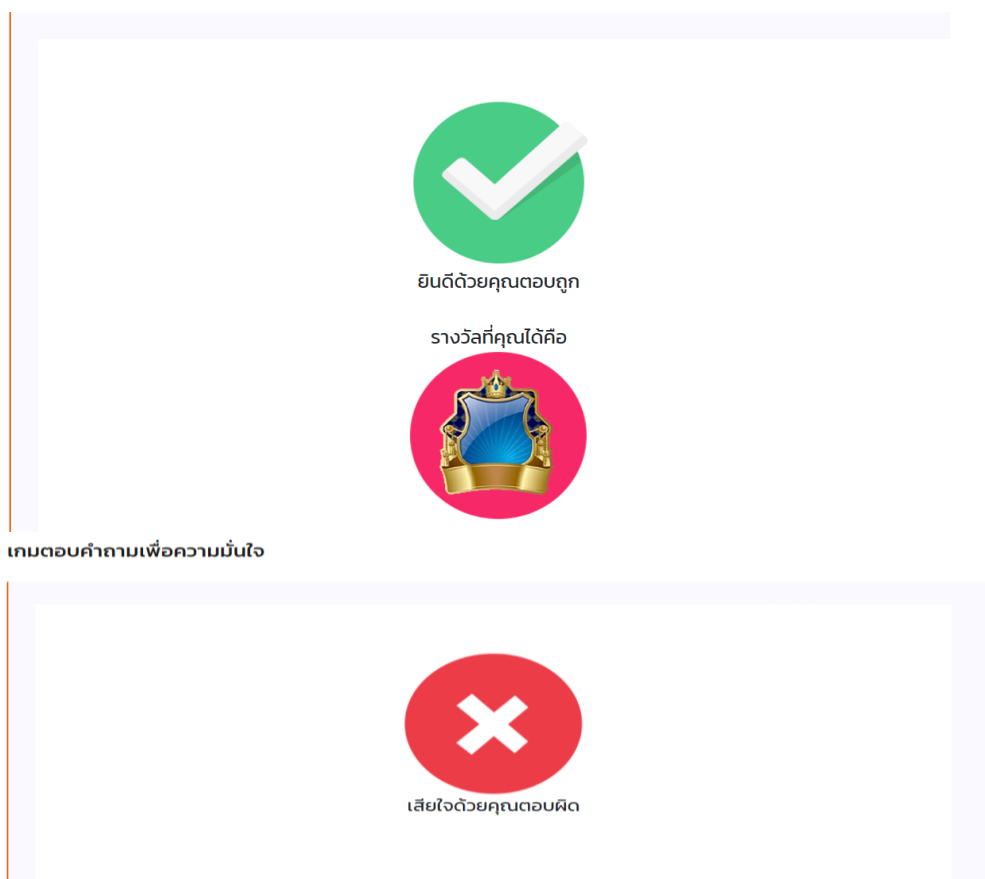 ยินดีด้วยคุณตอบถูก
รางวัลที่คุณได้คือ
เกมตอบคำถามเพื่อความมั่นใจ
เสียใจด้วยคุณตอบผิด